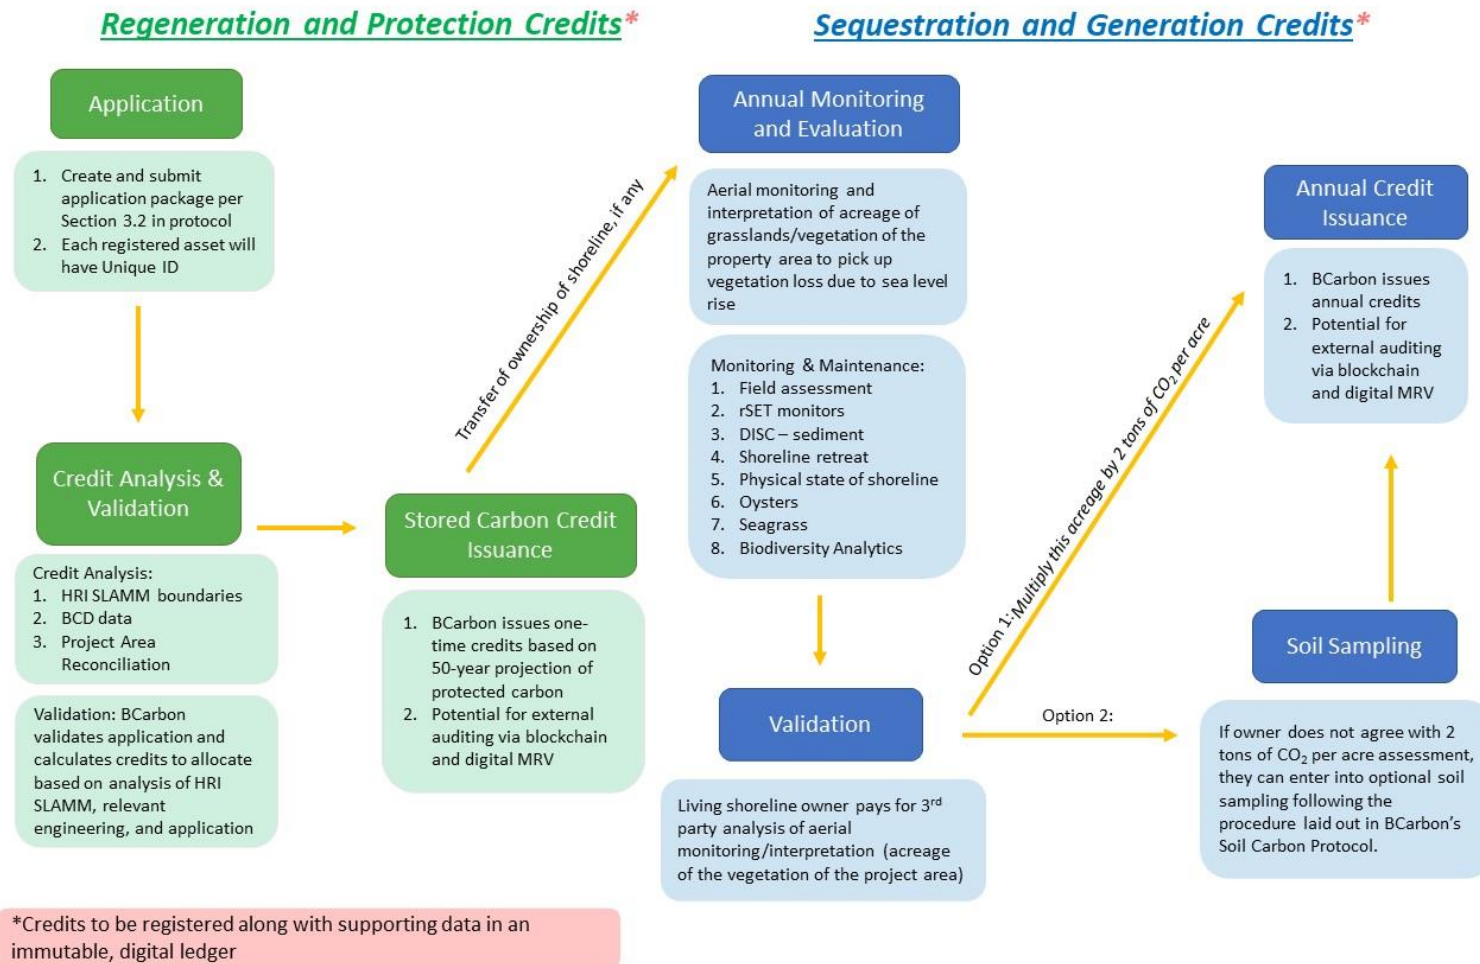 Regeneration and Protection Credits*
Application
1. Create and submit
application package per
Section 3.2 in protocol
2. Each registered asset will
have Unique ID
Credit Analysis &
Validation
Credit Analysis:
1. HRI SLAMM boundaries
2. BCD data
3. Project Area
Reconciliation
Validation: BCarbon
validates application and
calculates credits to allocate
based on analysis of HRI
SLAMM, relevant
engineering, and application
Stored Carbon Credit
Issuance
1. BCarbon issues one-
time credits based on
50-year projection of
protected carbon
2. Potential for external
auditing via blockchain
and digital MRV
Transfer of ownership of shoreline, if any
Sequestration and Generation Credits*
Annual Monitoring
and Evaluation
Aerial monitoring and
interpretation of acreage of
grasslands/vegetation of the
property area to pick up
vegetation loss due to sea level
rise
Monitoring & Maintenance:
1. Field assessment
2. rSET monitors
3. DISC – sediment
4. Shoreline retreat
5. Physical state of shoreline
6. Oysters
7. Seagrass
8. Biodiversity Analytics
Validation
Living shoreline owner pays for 3rd
party analysis of aerial
monitoring/interpretation (acreage
of the vegetation of the project area)
Option 1: Multiply this acreage by 2 tons of CO2 per acre
Option 2:
Soil Sampling
If owner does not agree with 2
tons of CO2 per acre assessment,
they can enter into optional soil
sampling following the
procedure laid out in BCarbon’s
Soil Carbon Protocol.
Annual Credit
Issuance
1. BCarbon issues
annual credits
2. Potential for
external auditing
via blockchain
and digital MRV
*Credits to be registered along with supporting data in an
immutable, digital ledger